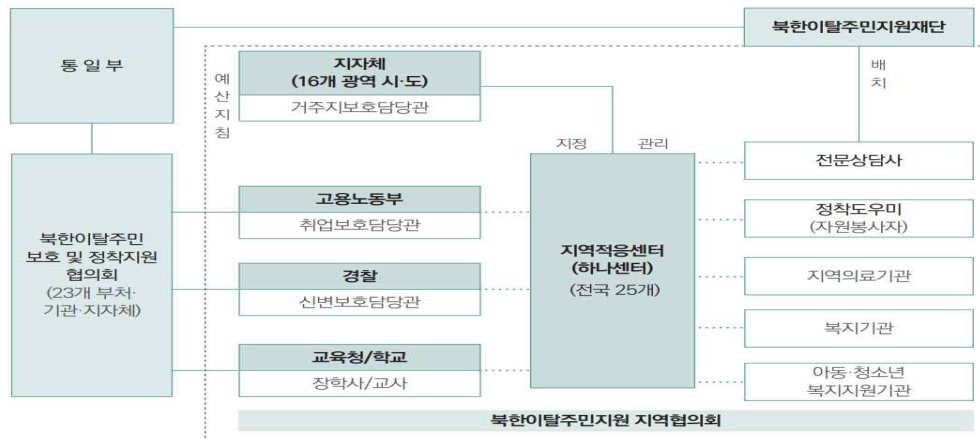 북한이탈주민지원재단
통일부
예산지침
지자체
(16개 광역 시·도)
거주지보호담당관
배치
지정
관리
전문상담사
북한이탈주민
보호 및 정착지원
협의회
(23개 부처·
기관·지자체)
고용노동부
취업보호담당관
경찰
신변보호담당관
교육청/학교
장학사/교사
지역적응센터
(하나센터)
(전국 25개)
정착도우미
(자원봉사자)
지역의료기관
복지기관
아동·청소년
복지지원기관
북한이탈주민지원 지역협의회